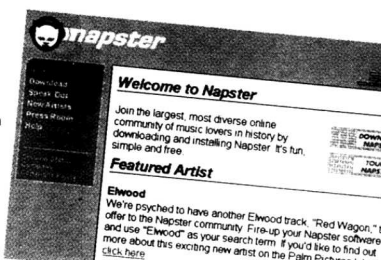 napster
Download
Speak Out
New Artists
Press Room
Help
Welcome to Napster
Join the largest, most diverse online
community of music lovers in history by
downloading and installing Napster. It's fun,
simple and free.
Featured Artist
Elwood
We're psyched to have another Elwood track, "Red Wagon,"
offer to the Napster community. Fire-up your Napster software
and use "Elwood" as your search term. If you'd like to find out
more about this exciting new artist on the Palm Pictures
click here